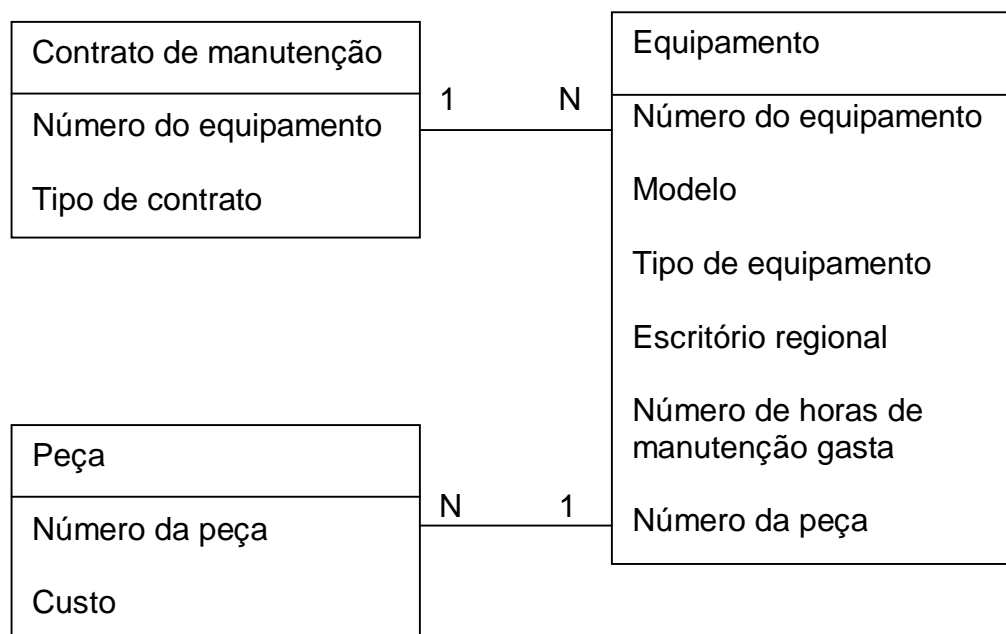 Contrato de manutenção
Número do equipamento
Tipo de contrato
1
N
Equipamento
Número do equipamento
Modelo
Tipo de equipamento
Escritório regional
Número de horas de
manutenção gasta
Número da peça
Peça
Número da peça
Custo
N
1